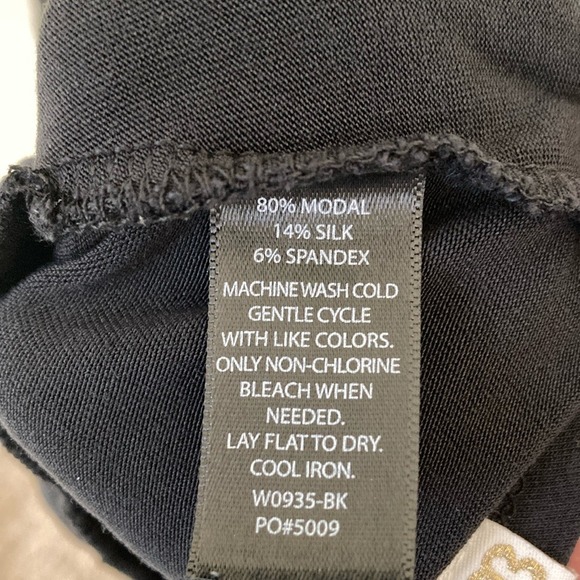 80% MODAL
14% SILK
6% SPANDEX
MACHINE WASH COLD
GENTLE CYCLE
WITH LIKE COLORS.
ONLY NON-CHLORINE
BLEACH WHEN
NEEDED.
LAY FLAT TO DRY.
COOL IRON.
W0935-BK
PO#5009